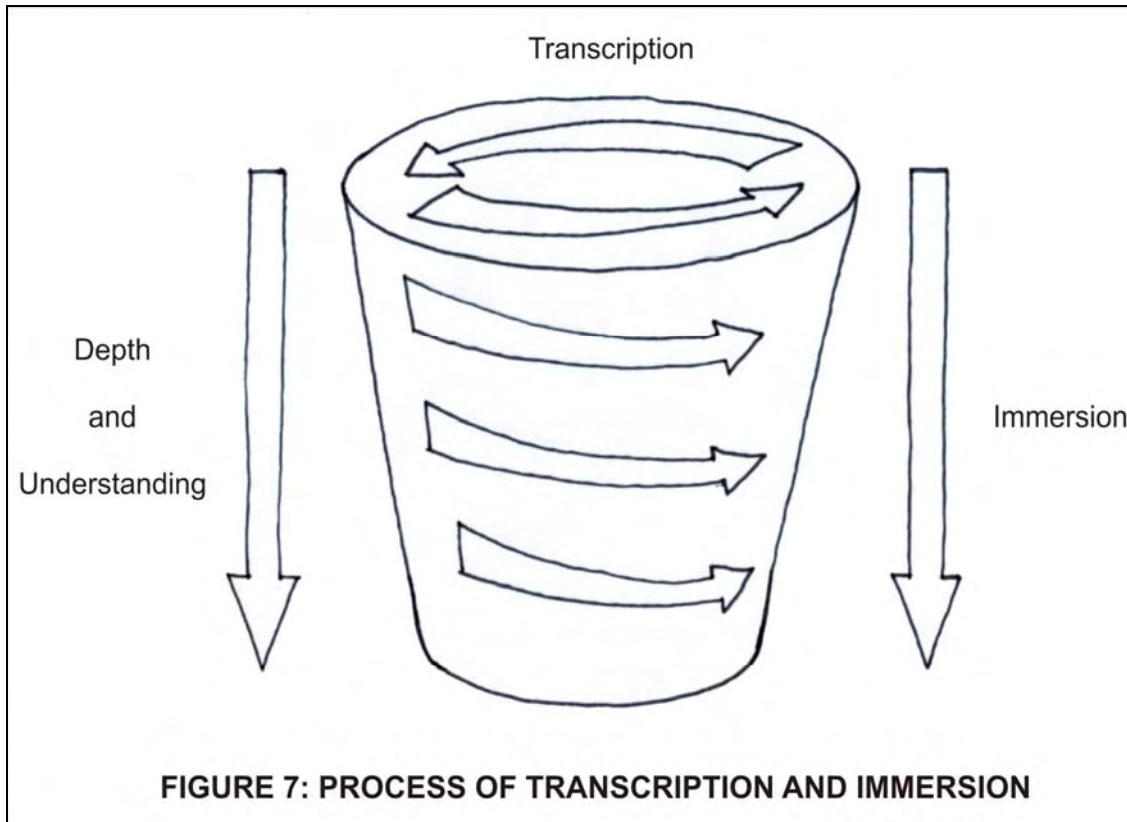 Transcription
Depth
and
Understanding
Immersion
FIGURE 7: PROCESS OF TRANSCRIPTION AND IMMERSION